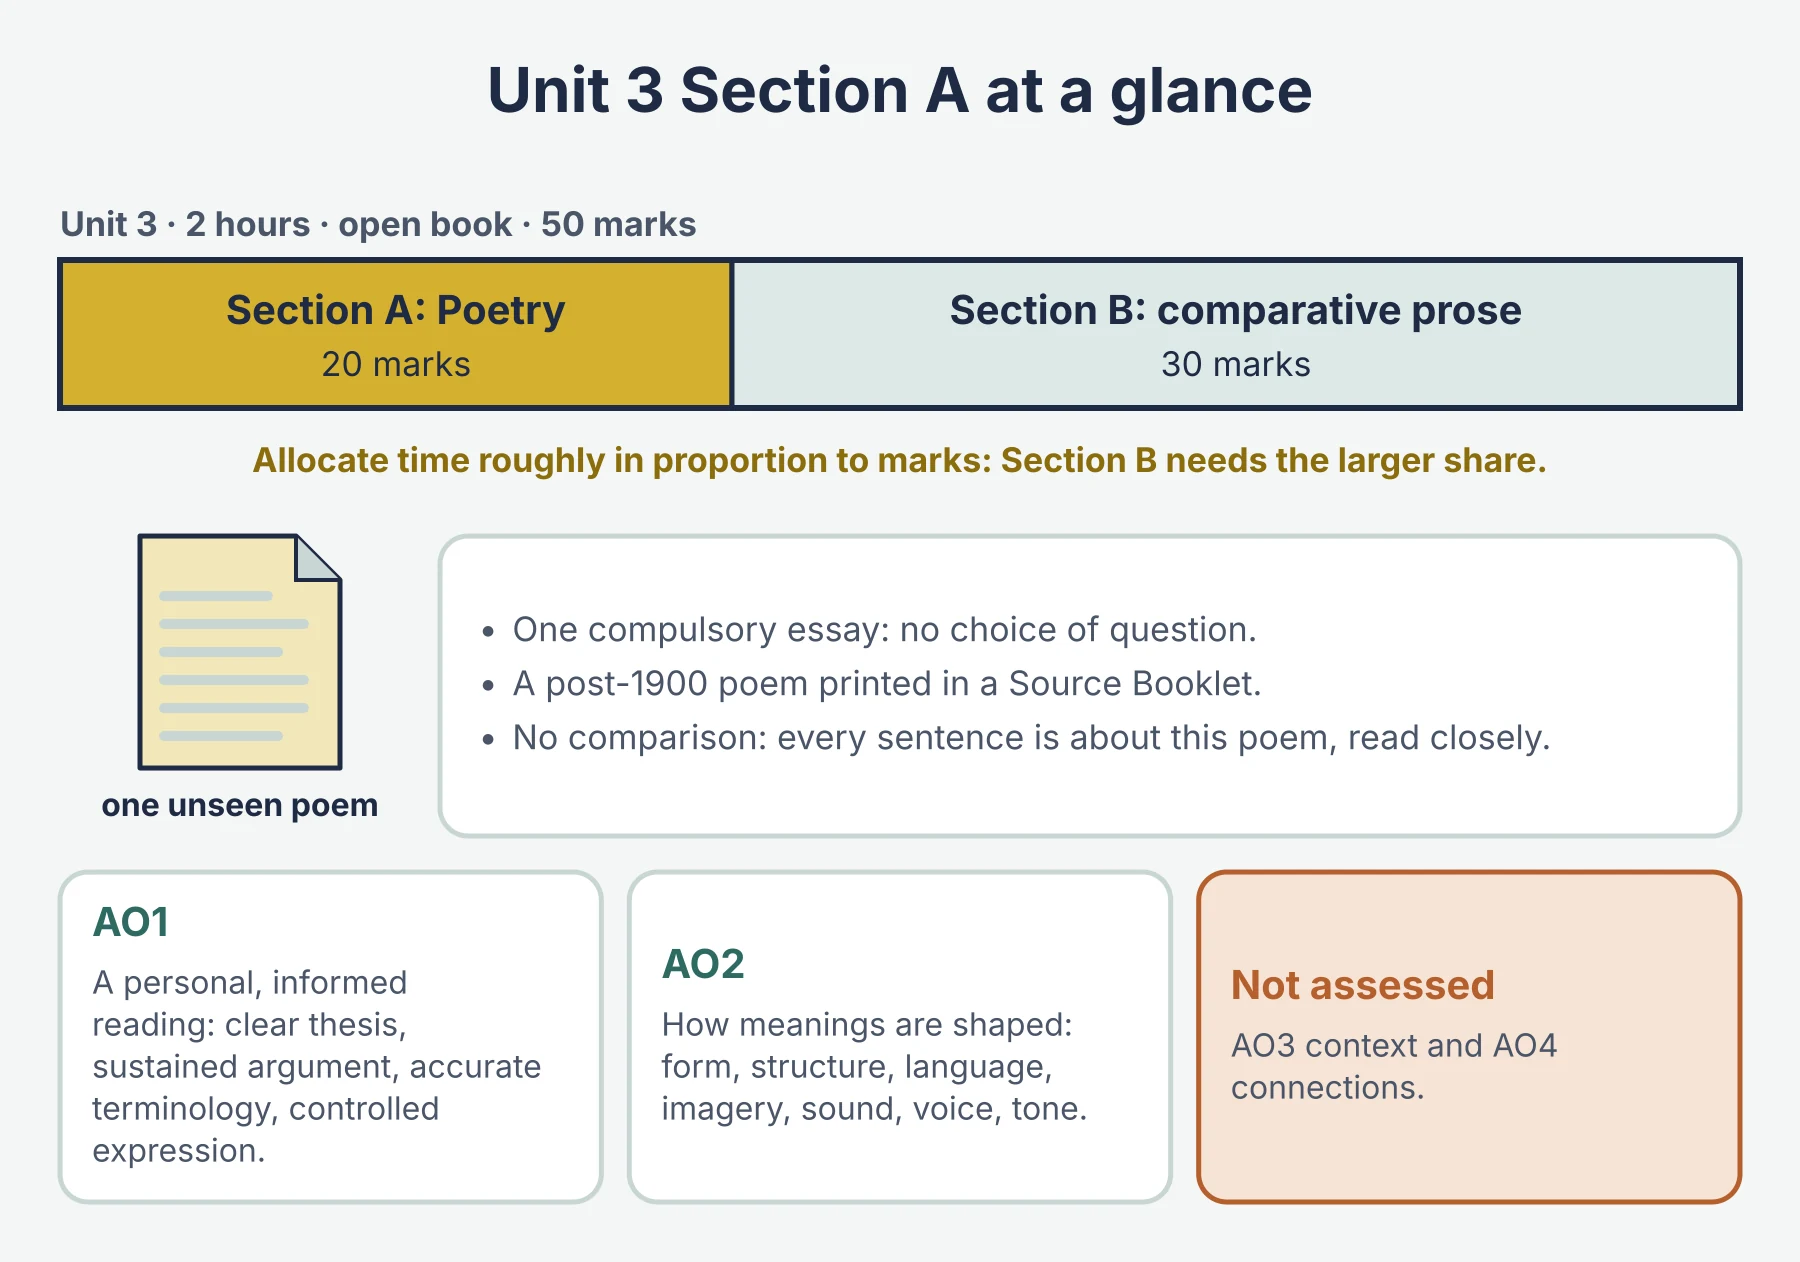 Unit 3 Section A at a glance
Unit 3 · 2 hours · open book · 50 marks
Section A: Poetry
20 marks
Section B: comparative prose
30 marks
Allocate time roughly in proportion to marks: Section B needs the larger share.
one unseen poem
• One compulsory essay: no choice of question.
• A post-1900 poem printed in a Source Booklet.
• No comparison: every sentence is about this poem, read closely.
AO1
A personal, informed
reading: clear thesis,
sustained argument, accurate
terminology, controlled
expression.
AO2
How meanings are shaped:
form, structure, language,
imagery, sound, voice, tone.
Not assessed
AO3 context and AO4
connections.